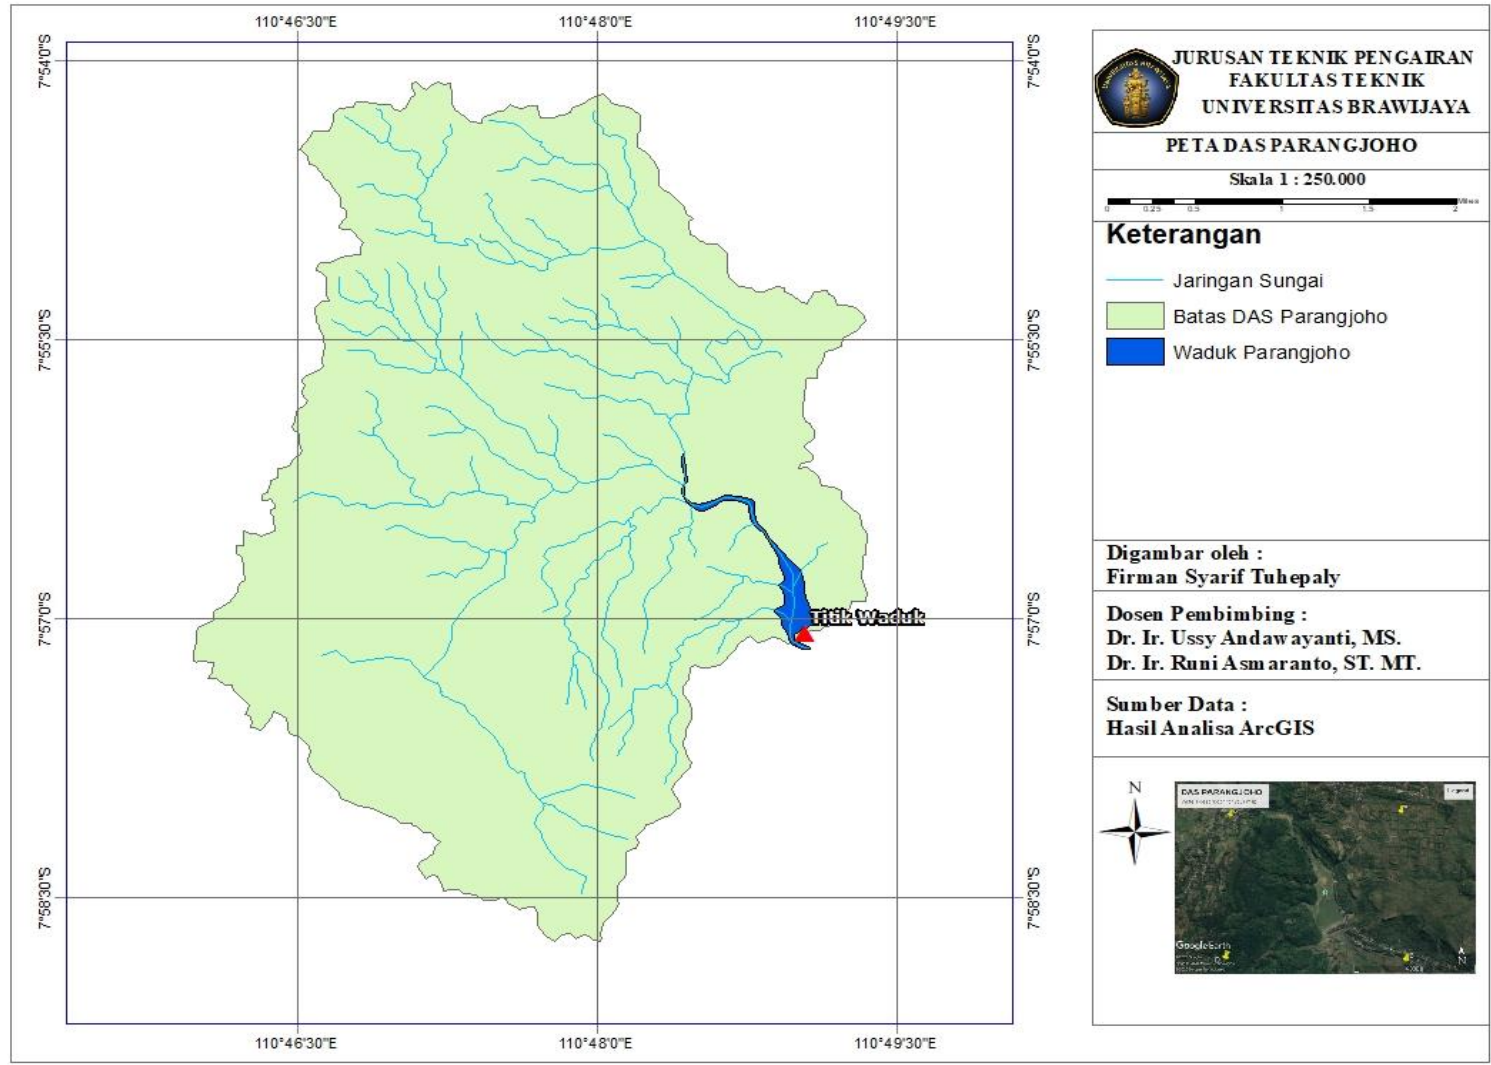 110°46'30"E
110°48'0"E
110°49'30"E
7°54'0"S
7°54'0"S
7°55'30"S
7°55'30"S
7°57'0"S
7°57'0"S
7°58'30"S
7°58'30"S
110°46'30"E
110°48'0"E
110°49'30"E
Titik Waduk
JURUSAN TEKNIK PENGAIRAN
FAKULTAS TEKNIK
UNIVERSITAS BRAWIJAYA
PETA DAS PARANGJOHO
Skala 1 : 250.000
0 0.25 0.5 1 1.5 2 Miles
Keterangan
Jaringan Sungai
Batas DAS Parangjoho
Waduk Parangjoho
Digambar oleh :
Firman Syarif Tuhepaly
Dosen Pembimbing :
Dr. Ir. Ussy Andawayanti, MS.
Dr. Ir. Runi Asmaranto, ST. MT.
Sumber Data :
Hasil Analisa ArcGIS
N
DAS PARANGJOHO
Legend
Google Earth
N